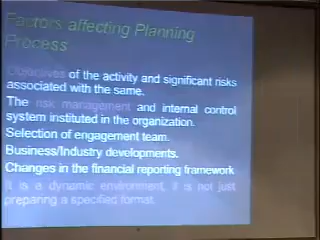 Factors affecting Planning
Process
Objectives of the activity and significant risks
associated with the same.
The risk management and internal control
system instituted in the organization.
Selection of engagement team.
Business/Industry developments.
Changes in the financial reporting framework
It is a dynamic environment, it is not just
preparing a specified format.